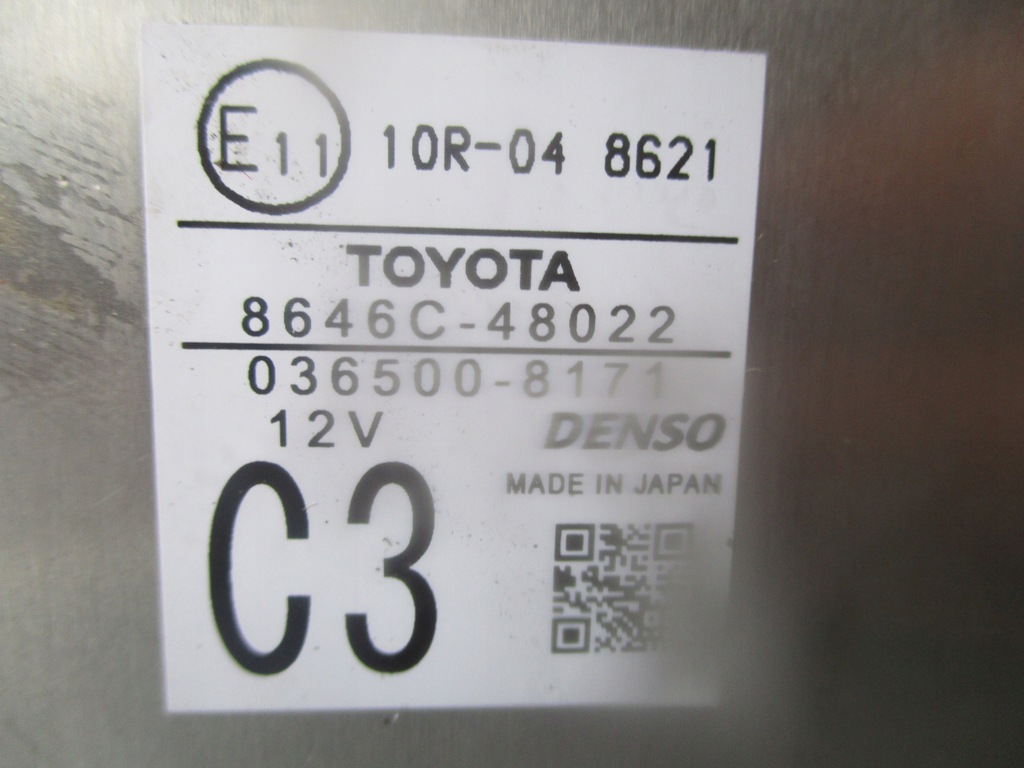 E11 10R-04 8621
TOYOTA
8646C-48022
036500-8171
12V DENSO
MADE IN JAPAN
C3